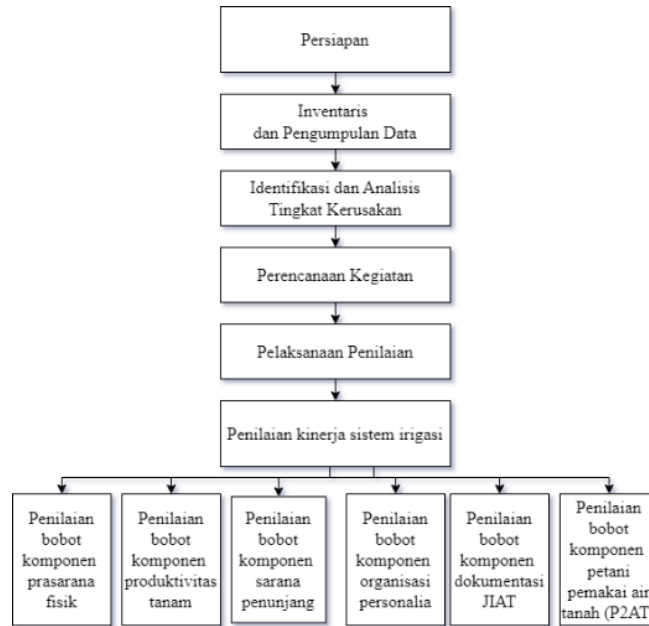 Persiapan
Inventaris
dan Pengumpulan Data
Identifikasi dan Analisis
Tingkat Kerusakan
Perencanaan Kegiatan
Pelaksanaan Penilaian
Penilaian kinerja sistem irigasi
Penilaian
bobot
komponen
prasarana
fisik
Penilaian
bobot
komponen
produktivitas
tanam
Penilaian
bobot
komponen
sarana
penunjang
Penilaian
bobot
komponen
organisasi
personalia
Penilaian
bobot
komponen
dokumentasi
JIAT
Penilaian
bobot
komponen
petani
pemakai air
tanah (P2AT)